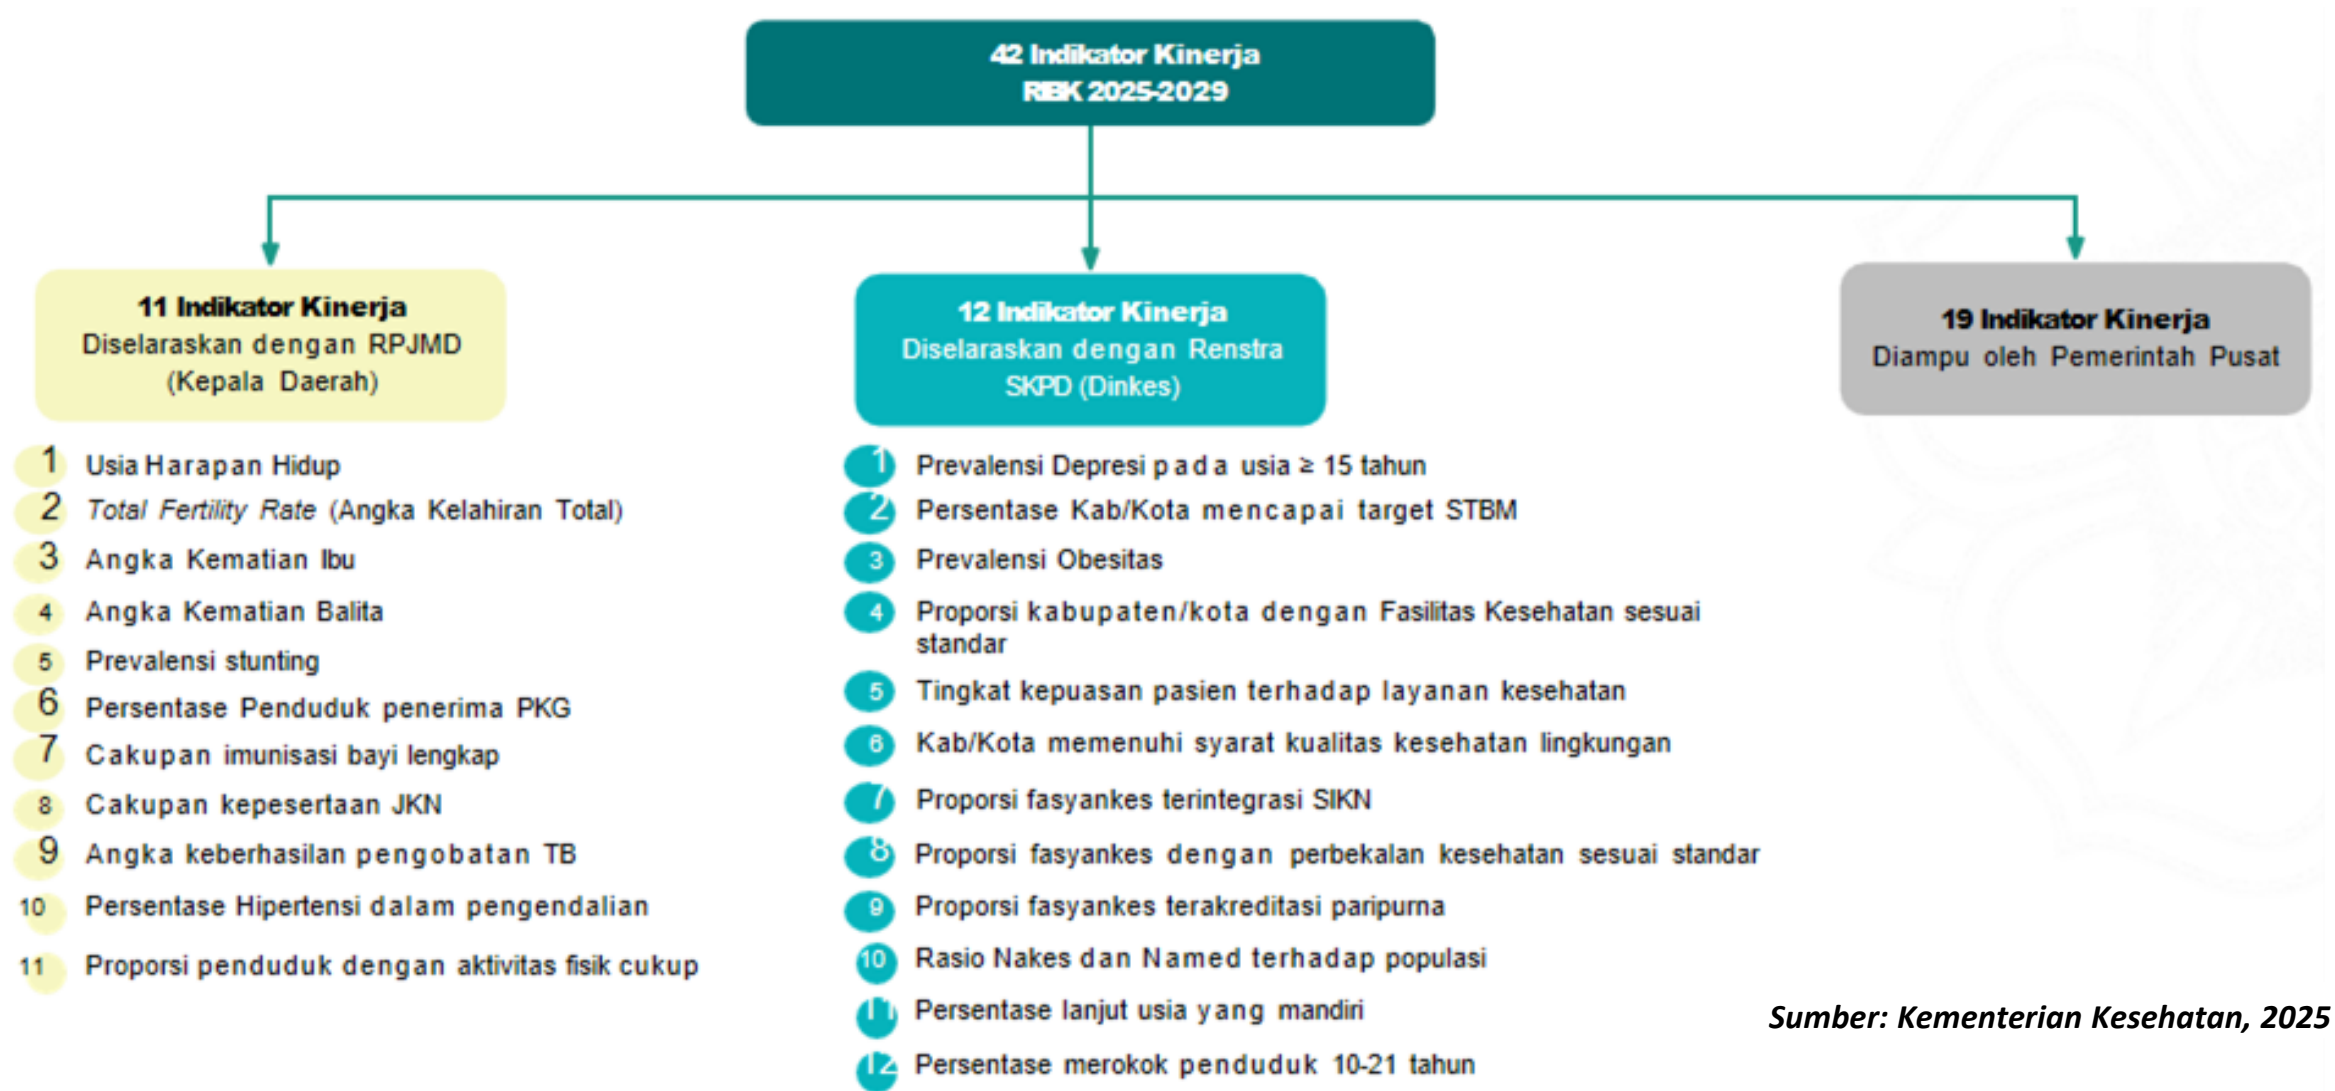 42 Indikator Kinerja
RIBK 2025-2029
11 Indikator Kinerja
Diselaraskan dengan RPJMD
(Kepala Daerah)
1 Usia Harapan Hidup
2 Total Fertility Rate (Angka Kelahiran Total)
3 Angka Kematian Ibu
4 Angka Kematian Balita
5 Prevalensi stunting
6 Persentase Penduduk penerima PKG
7 Cakupan imunisasi bayi lengkap
8 Cakupan kepesertaan JKN
9 Angka keberhasilan pengobatan TB
10 Persentase Hipertensi dalam pengendalian
11 Proporsi penduduk dengan aktivitas fisik cukup
12 Indikator Kinerja
Diselaraskan dengan Renstra
SKPD (Dinkes)
1 Prevalensi Depresi pada usia ≥ 15 tahun
2 Persentase Kab/Kota mencapai target STBM
3 Prevalensi Obesitas
4 Proporsi kabupaten/kota dengan Fasilitas Kesehatan sesuai
standar
5 Tingkat kepuasan pasien terhadap layanan kesehatan
6 Kab/Kota memenuhi syarat kualitas kesehatan lingkungan
7 Proporsi fasyankes terintegrasi SIKN
8 Proporsi fasyankes dengan perbekalan kesehatan sesuai standar
9 Proporsi fasyankes terakreditasi paripurna
10 Rasio Nakes dan Named terhadap populasi
11 Persentase lanjut usia yang mandiri
12 Persentase merokok penduduk 10-21 tahun
19 Indikator Kinerja
Diampu oleh Pemerintah Pusat
Sumber: Kementerian Kesehatan, 2025